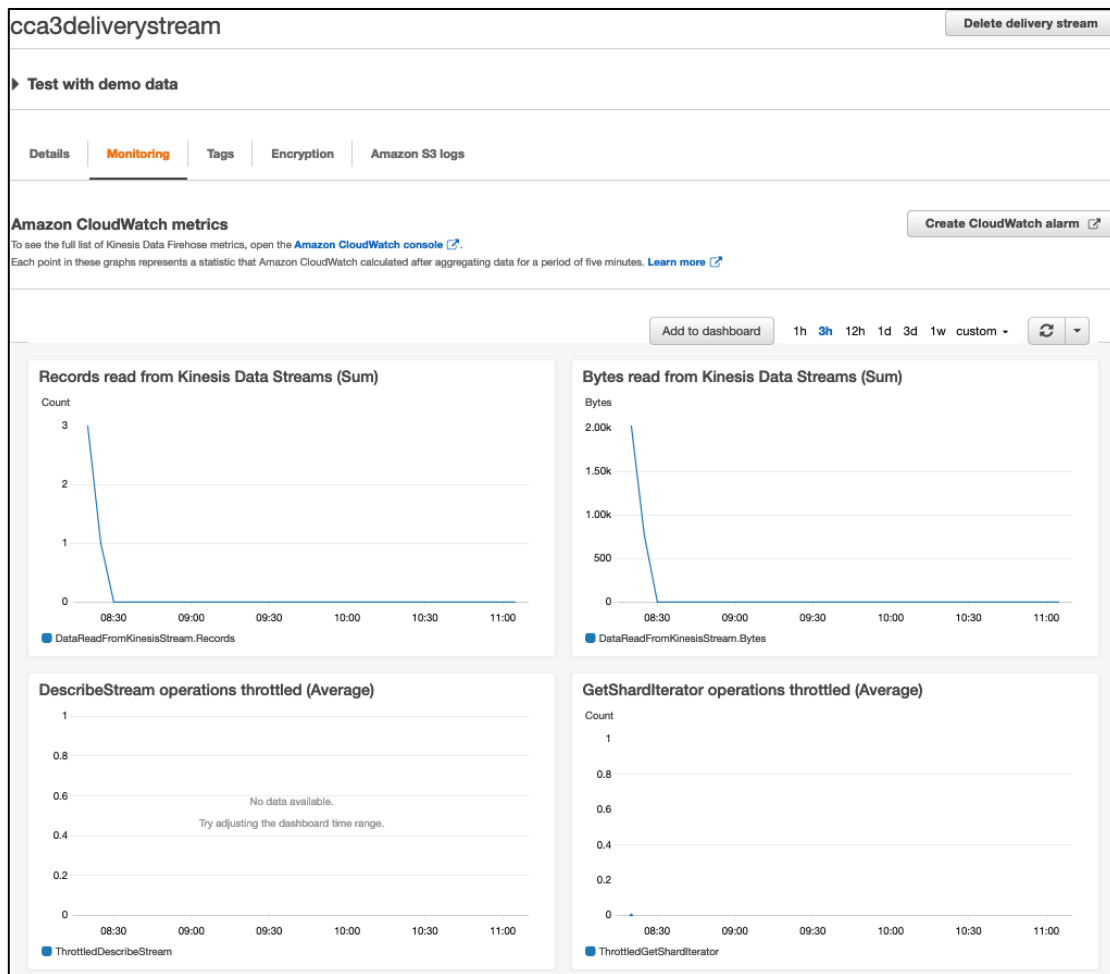 cca3deliverystream
Delete delivery stream
Test with demo data
Details
Monitoring
Tags
Encryption
Amazon S3 logs
Amazon CloudWatch metrics
Create CloudWatch alarm
To see the full list of Kinesis Data Firehose metrics, open the Amazon CloudWatch console .
Each point in these graphs represents a statistic that Amazon CloudWatch calculated after aggregating data for a period of five minutes. Learn more
Add to dashboard
1h 3h 12h 1d 3d 1w custom
Records read from Kinesis Data Streams (Sum)
Count
3
2
1
0
08:30 09:00 09:30 10:00 10:30 11:00
DataReadFromKinesisStream.Records
Bytes read from Kinesis Data Streams (Sum)
Bytes
2.00k
1.50k
1.00k
500
0
08:30 09:00 09:30 10:00 10:30 11:00
DataReadFromKinesisStream.Bytes
DescribeStream operations throttled (Average)
1
0.8
0.6
0.4
0.2
0
No data available.
Try adjusting the dashboard time range.
08:30 09:00 09:30 10:00 10:30 11:00
ThrottledDescribeStream
GetShardIterator operations throttled (Average)
Count
1
0.8
0.6
0.4
0.2
0
08:30 09:00 09:30 10:00 10:30 11:00
ThrottledGetShardIterator